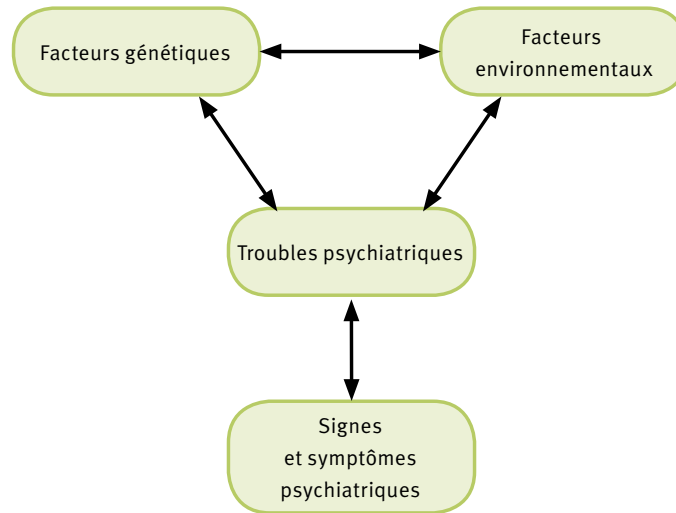 Facteurs génétiques
Facteurs
environnementaux
Troubles psychiatriques
Signes
et symptômes
psychiatriques